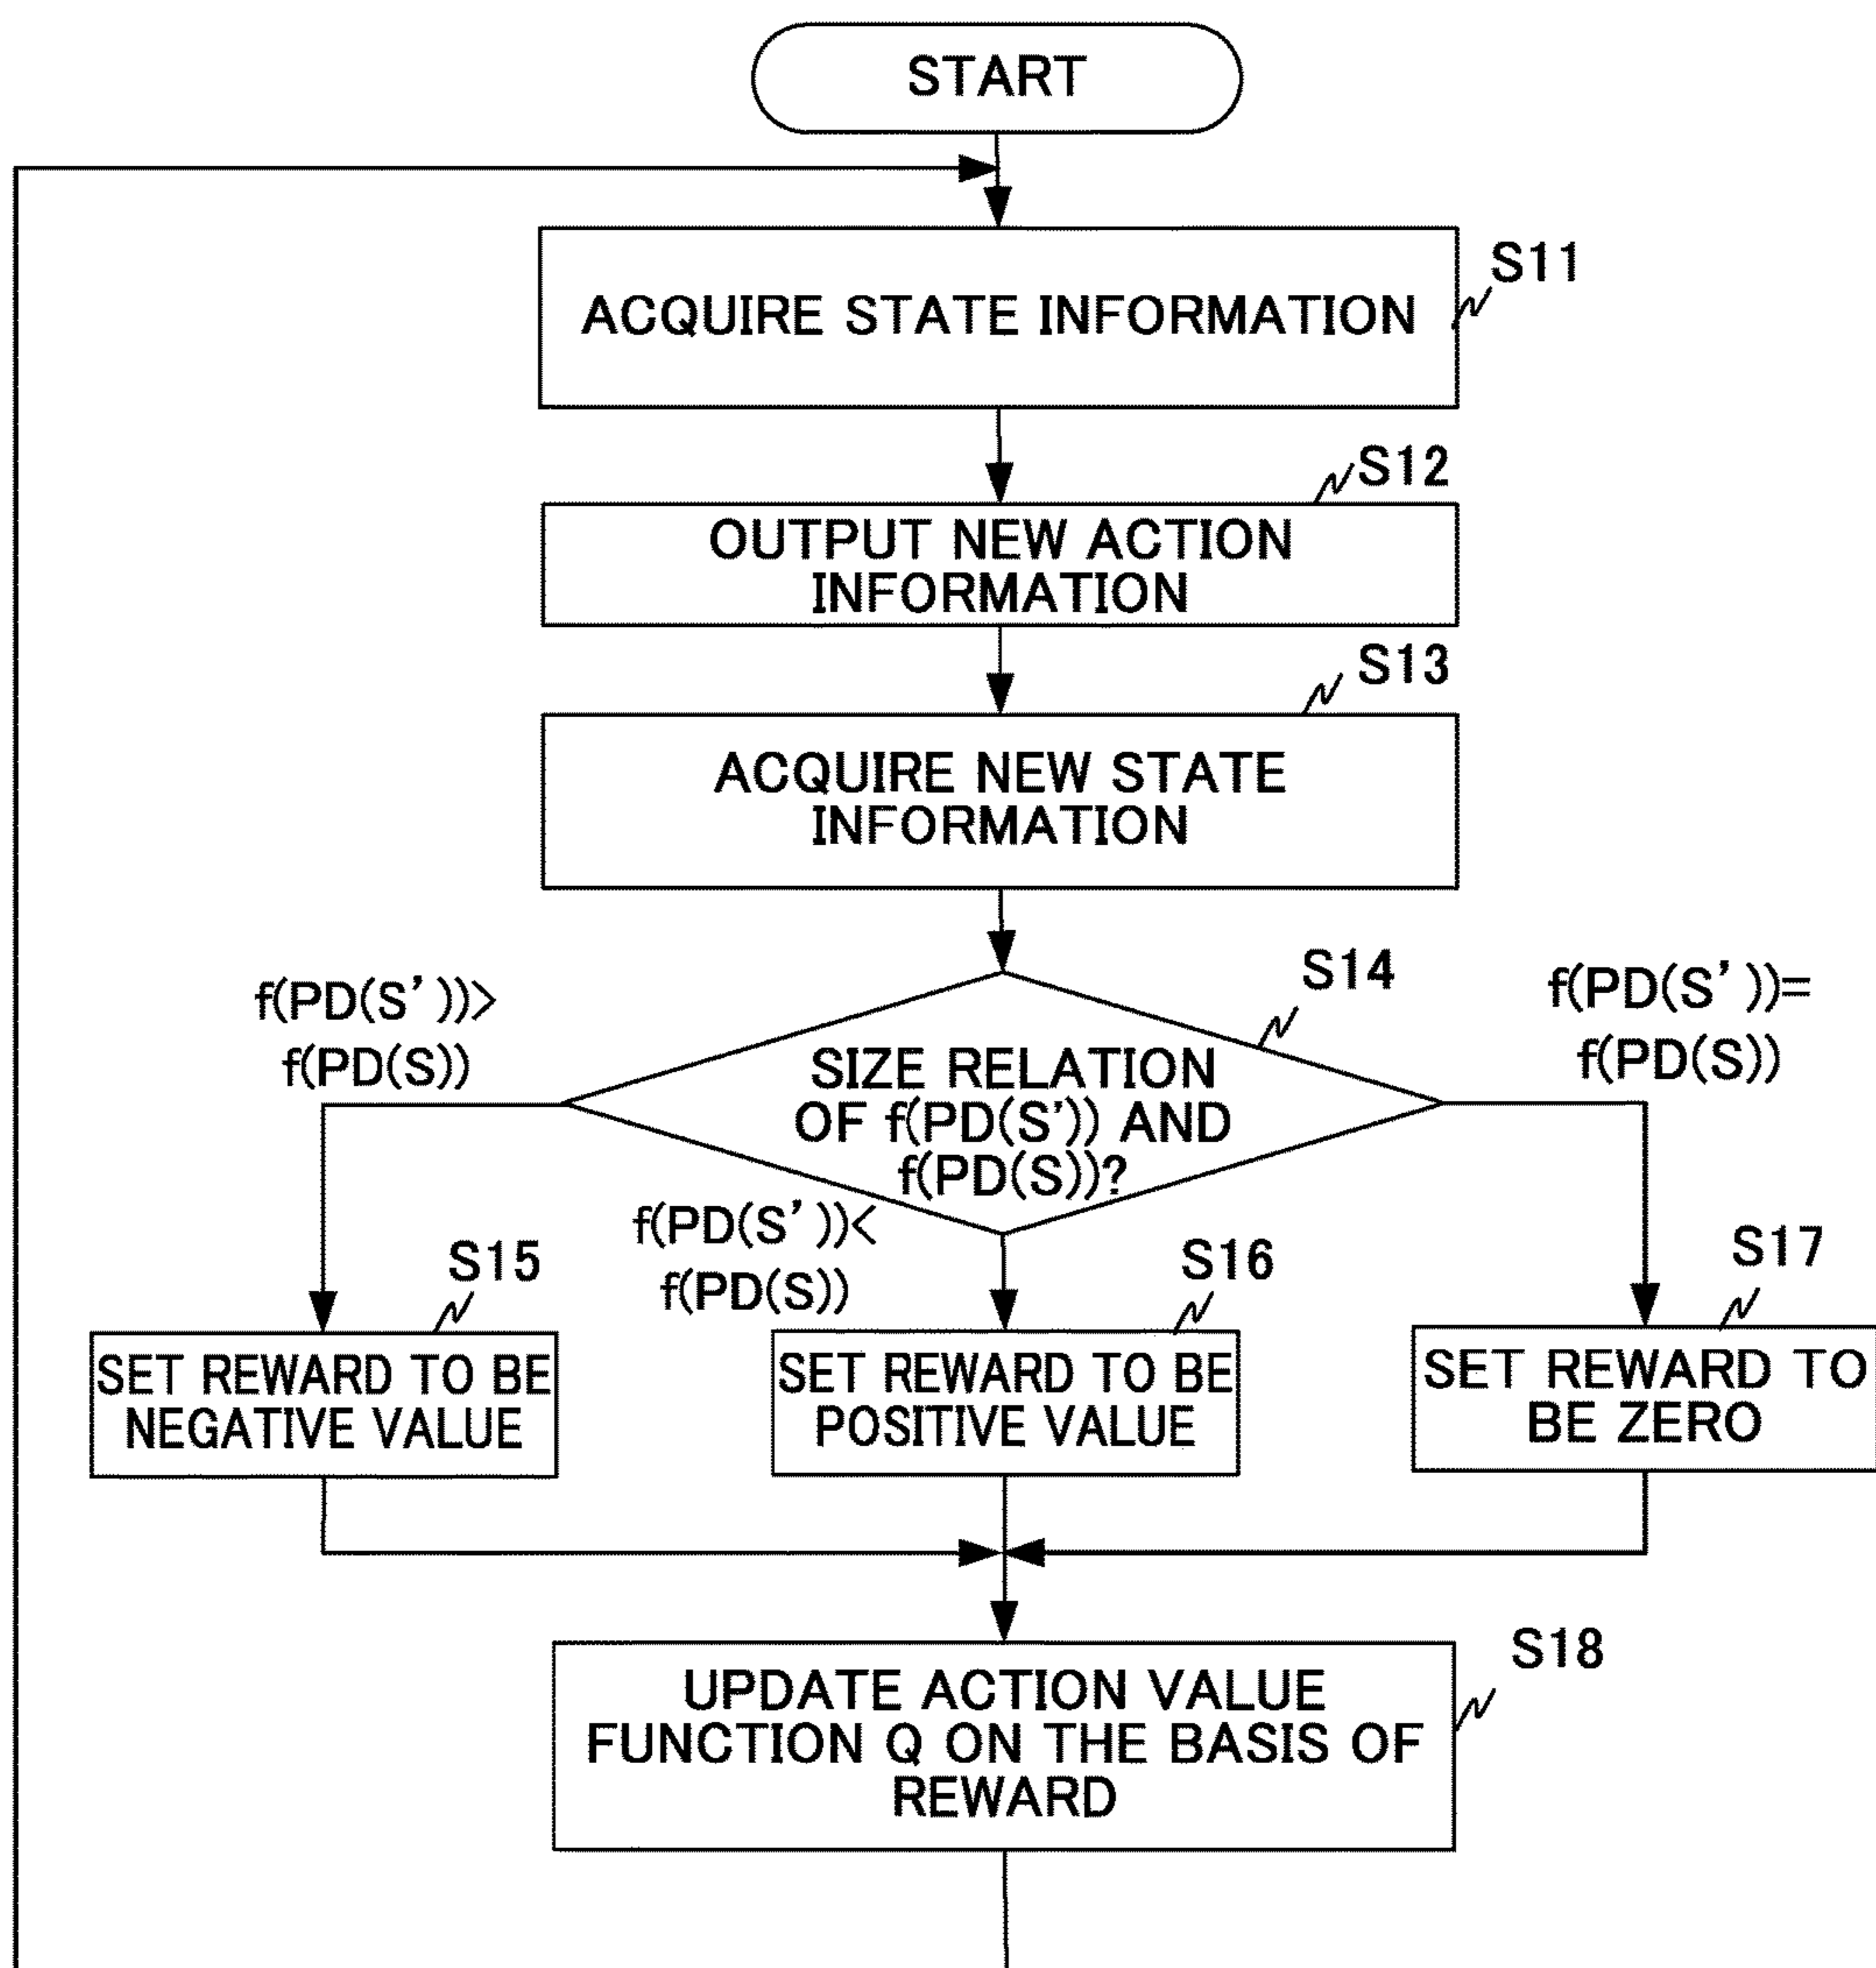 START
S11
ACQUIRE STATE INFORMATION
S12
OUTPUT NEW ACTION
INFORMATION
S13
ACQUIRE NEW STATE
INFORMATION
S14
f(PD(S’))>
f(PD(S))
f(PD(S’))=
f(PD(S))
SIZE RELATION
OF f(PD(S')) AND
f(PD(S))?
f(PD(S’))<
f(PD(S))
S15
SET REWARD TO BE
NEGATIVE VALUE
S16
SET REWARD TO BE
POSITIVE VALUE
S17
SET REWARD TO
BE ZERO
S18
UPDATE ACTION VALUE
FUNCTION Q ON THE BASIS OF
REWARD